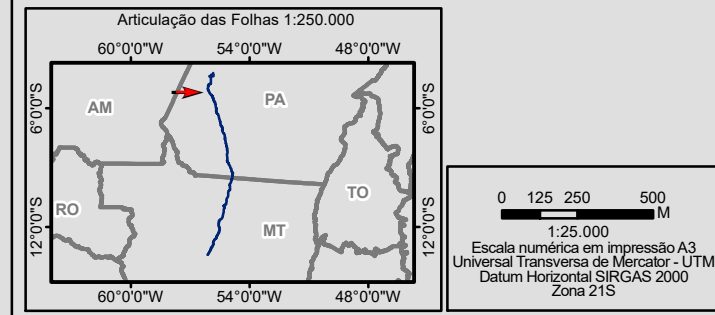 Articulação das Folhas 1:250.000
60°0'0"W 54°0'0"W 48°0'0"W
6°0'0"S 6°0'0"S
AM PA
RO TO
MT
12°0'0"S 12°0'0"S
60°0'0"W 54°0'0"W 48°0'0"W
0 125 250 500
M
1:25.000
Escala numérica em impressão A3
Universal Transversa de Mercator - UTM
Datum Horizontal SIRGAS 2000
Zona 21S